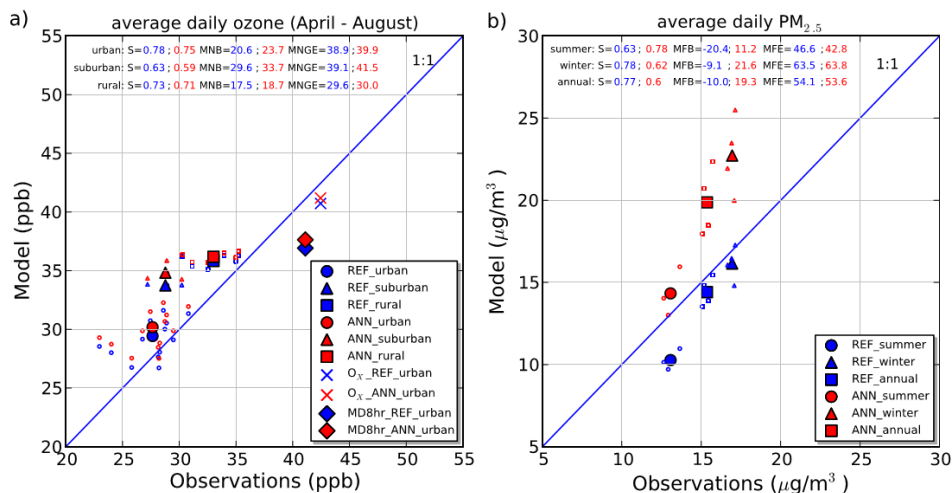 a)
average daily ozone (April - August)
urban: S=0.78 ; 0.75 MNB=20.6 ; 23.7 MNGE=38.9 ; 39.9
suburban: S=0.63 ; 0.59 MNB=29.6 ; 33.7 MNGE=39.1 ; 41.5
rural: S=0.73 ; 0.71 MNB=17.5 ; 18.7 MNGE=29.6 ; 30.0
1:1
55
50
45
40
35
30
25
20
Model (ppb)
REF_urban
REF_suburban
REF_rural
ANN_urban
ANN_suburban
ANN_rural
O_X_REF_urban
O_X_ANN_urban
MD8hr_REF_urban
MD8hr_ANN_urban
20 25 30 35 40 45 50 55
Observations (ppb)
b)
average daily PM2.5
summer: S=0.63 ; 0.78 MFB=-20.4; 11.2 MFE=46.6 ; 42.8
winter: S=0.78 ; 0.62 MFB=-9.1 ; 21.6 MFE=63.5 ; 63.8
annual: S=0.77 ; 0.6 MFB=-10.0; 19.3 MFE=54.1 ; 53.6
1:1
30
25
20
15
10
5
Model (μg/m³)
REF_summer
REF_winter
REF_annual
ANN_summer
ANN_winter
ANN_annual
5 10 15 20 25 30
Observations (μg/m³)